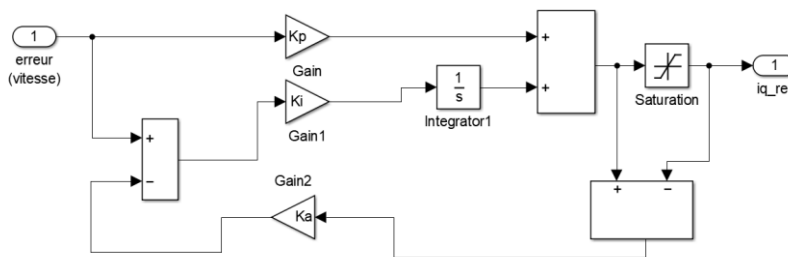 1
erreur
(vitesse)
Kp
Gain
+
+
Ki
Gain1
1
s
Integrator1
Saturation
1
iq_re
+
−
Gain2
Ka
+
−